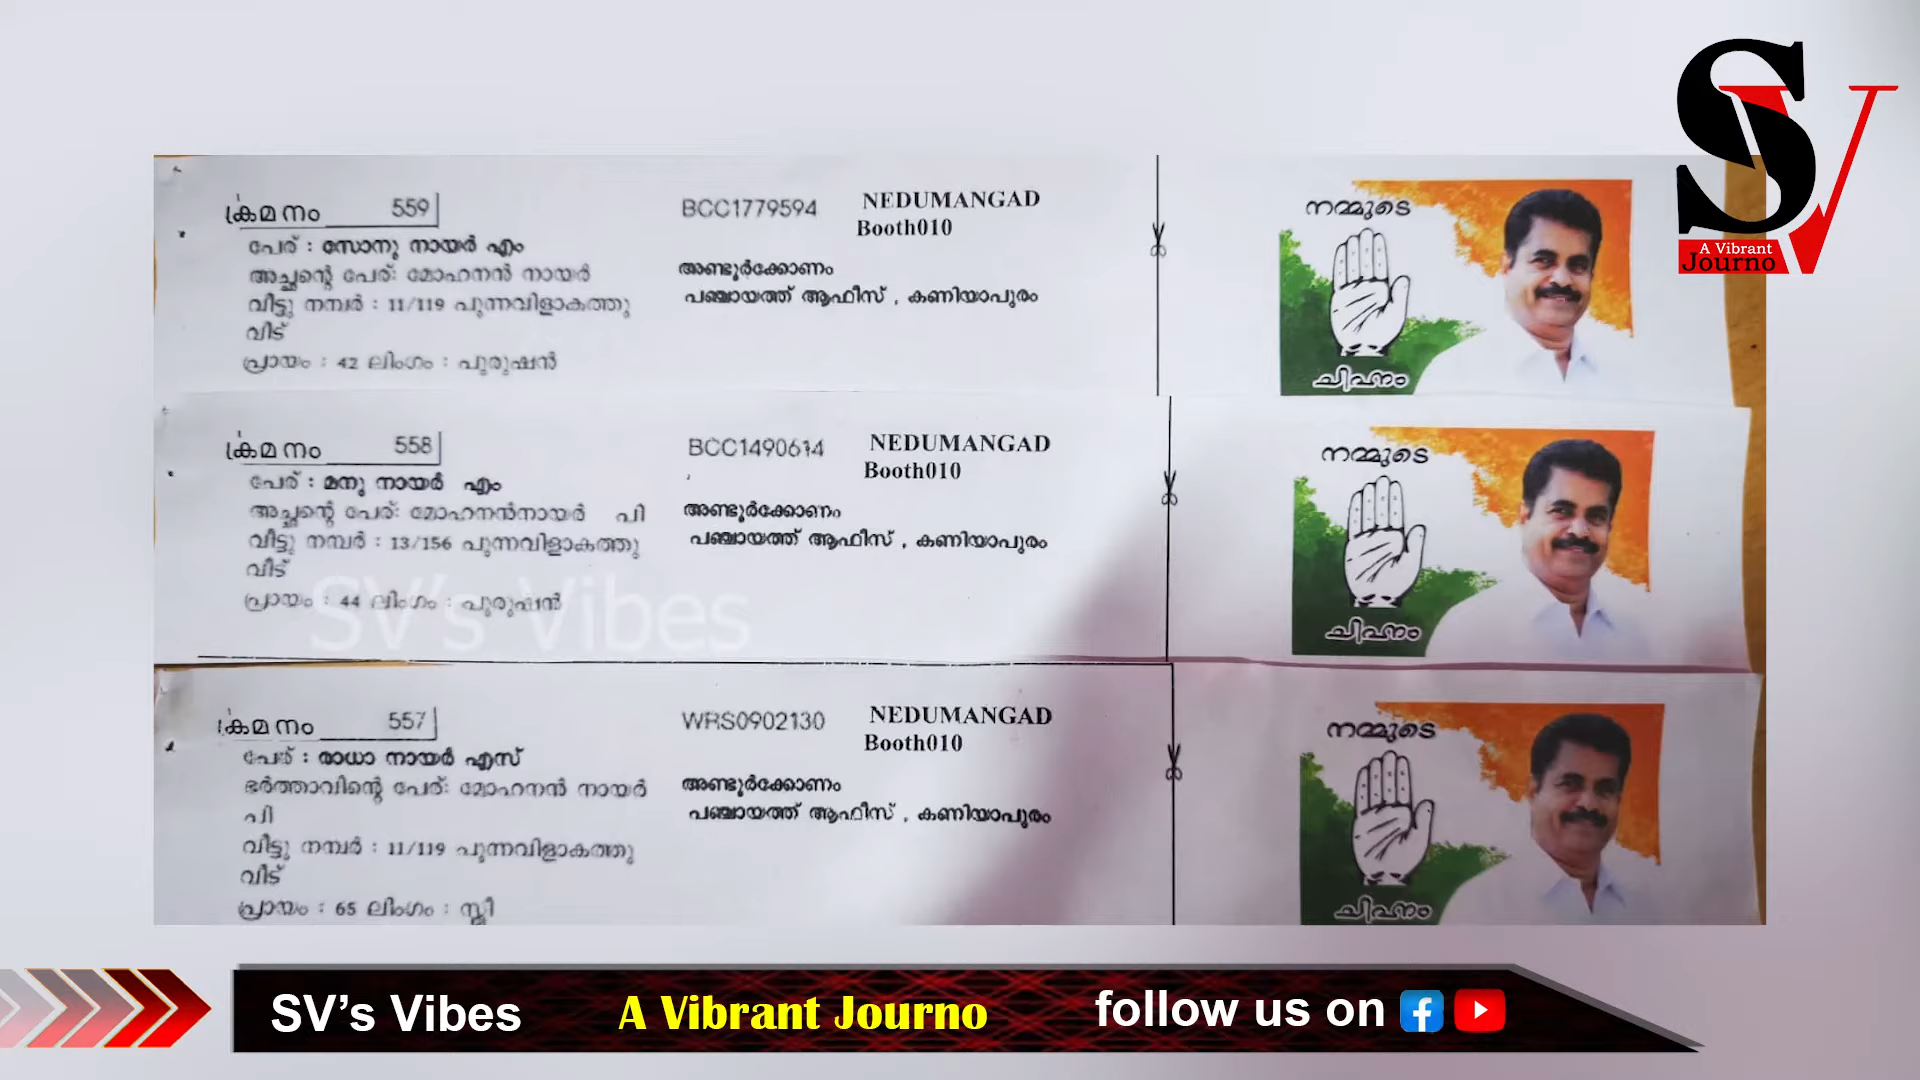 S V
A Vibrant
Journo
ക്രമ നം 559
BCC1779594 NEDUMANGAD
Booth010
പേര് : സോനു നായർ എം
അച്ഛന്റെ പേര്: മോഹനൻ നായർ
വീട്ടു നമ്പർ : 11/119 പുന്നവിളാകത്തു
വീട്
പ്രായം : 42 ലിംഗം : പുരുഷൻ
അണ്ടൂർക്കോണം
പഞ്ചായത്ത് ആഫീസ് , കണിയാപുരം
നമ്മുടെ
ചിഹ്നം
ക്രമ നം 558
BCC1490614 NEDUMANGAD
Booth010
പേര് : മനു നായർ എം
അച്ഛന്റെ പേര്: മോഹനൻനായർ പി
വീട്ടു നമ്പർ : 13/156 പുന്നവിളാകത്തു
വീട്
പ്രായം : 44 ലിംഗം : പുരുഷൻ
അണ്ടൂർക്കോണം
പഞ്ചായത്ത് ആഫീസ് , കണിയാപുരം
നമ്മുടെ
ചിഹ്നം
SV's Vibes
ക്രമ നം 557
WRS0902130 NEDUMANGAD
Booth010
പേര് : രാധാ നായർ എസ്
ഭർത്താവിന്റെ പേര്: മോഹനൻ നായർ
പി
വീട്ടു നമ്പർ : 11/119 പുന്നവിളാകത്തു
വീട്
പ്രായം : 65 ലിംഗം : സ്ത്രീ
അണ്ടൂർക്കോണം
പഞ്ചായത്ത് ആഫീസ് , കണിയാപുരം
നമ്മുടെ
ചിഹ്നം
SV's Vibes A Vibrant Journo follow us on